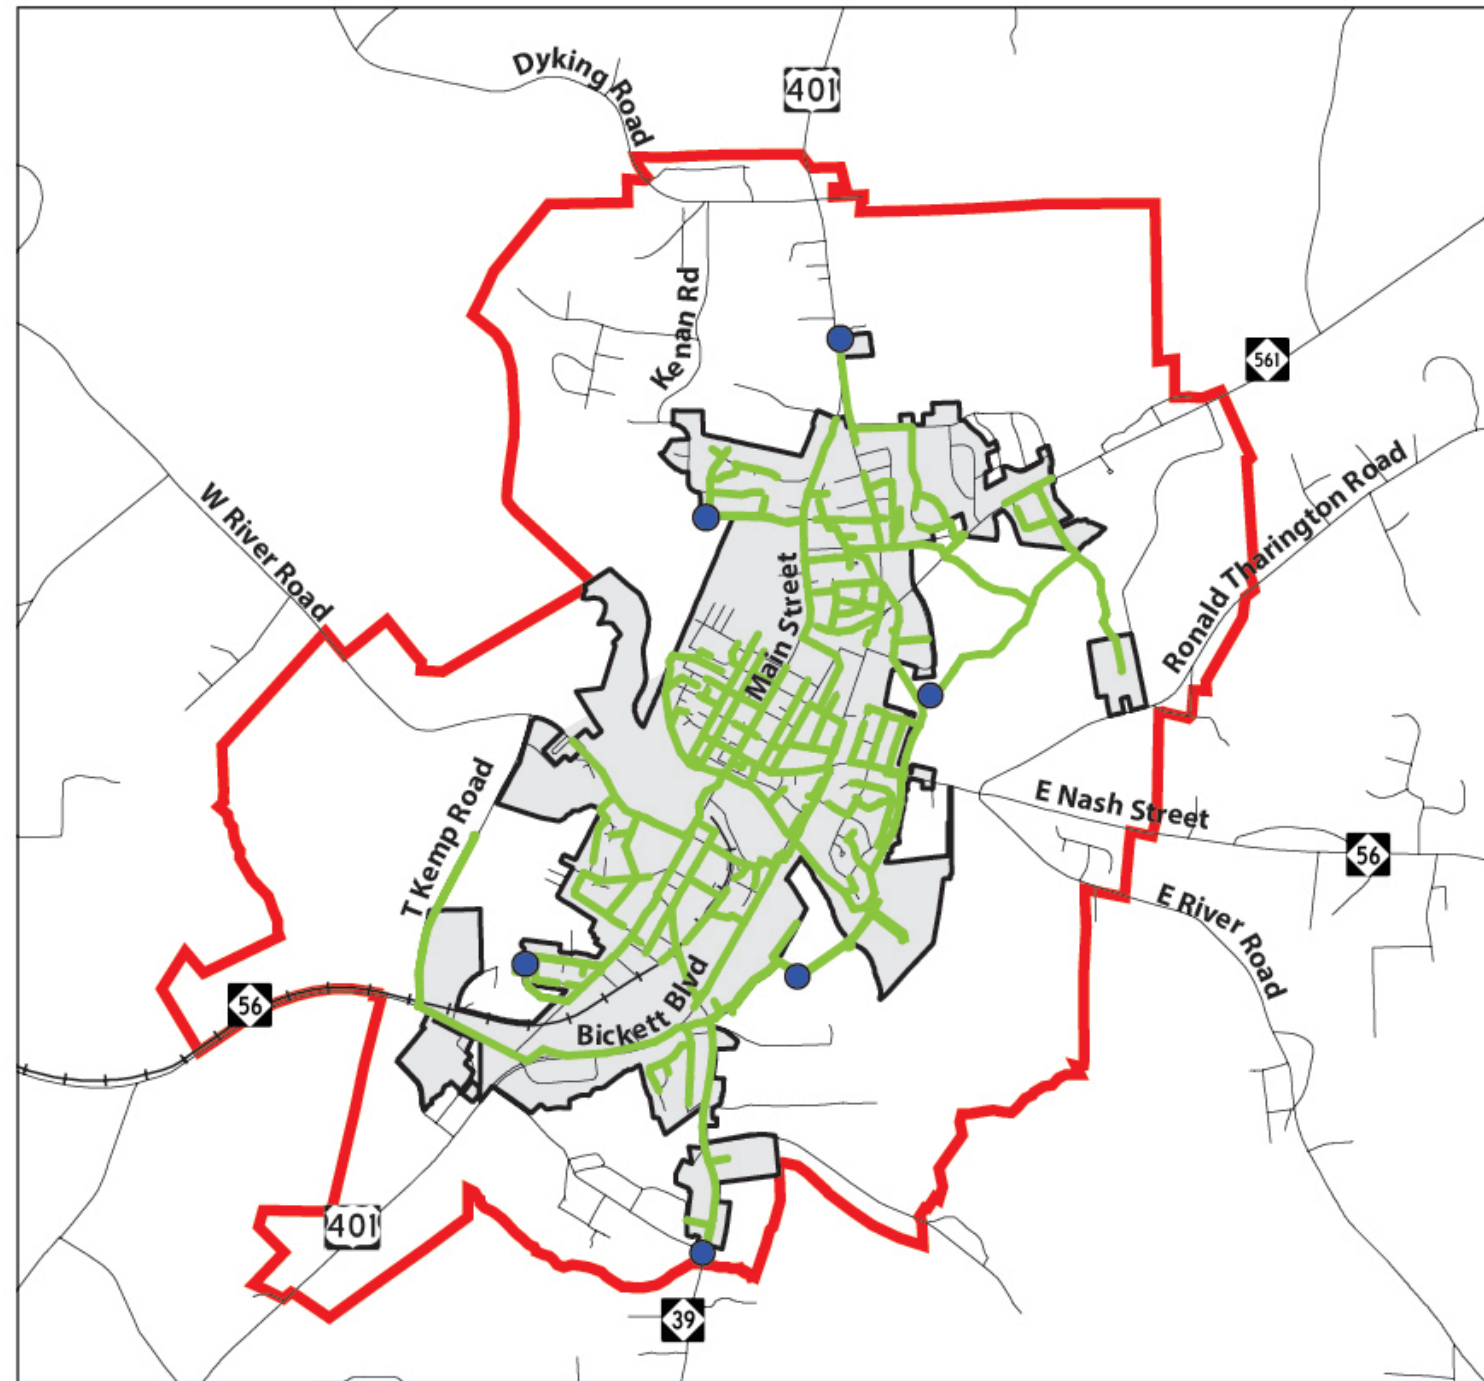 Dyking Road
401
Kenan Rd
561
W River Road
Ronald Tharington Road
Main Street
T Kemp Road
E Nash Street
56
E River Road
56
Bickett Blvd
401
39